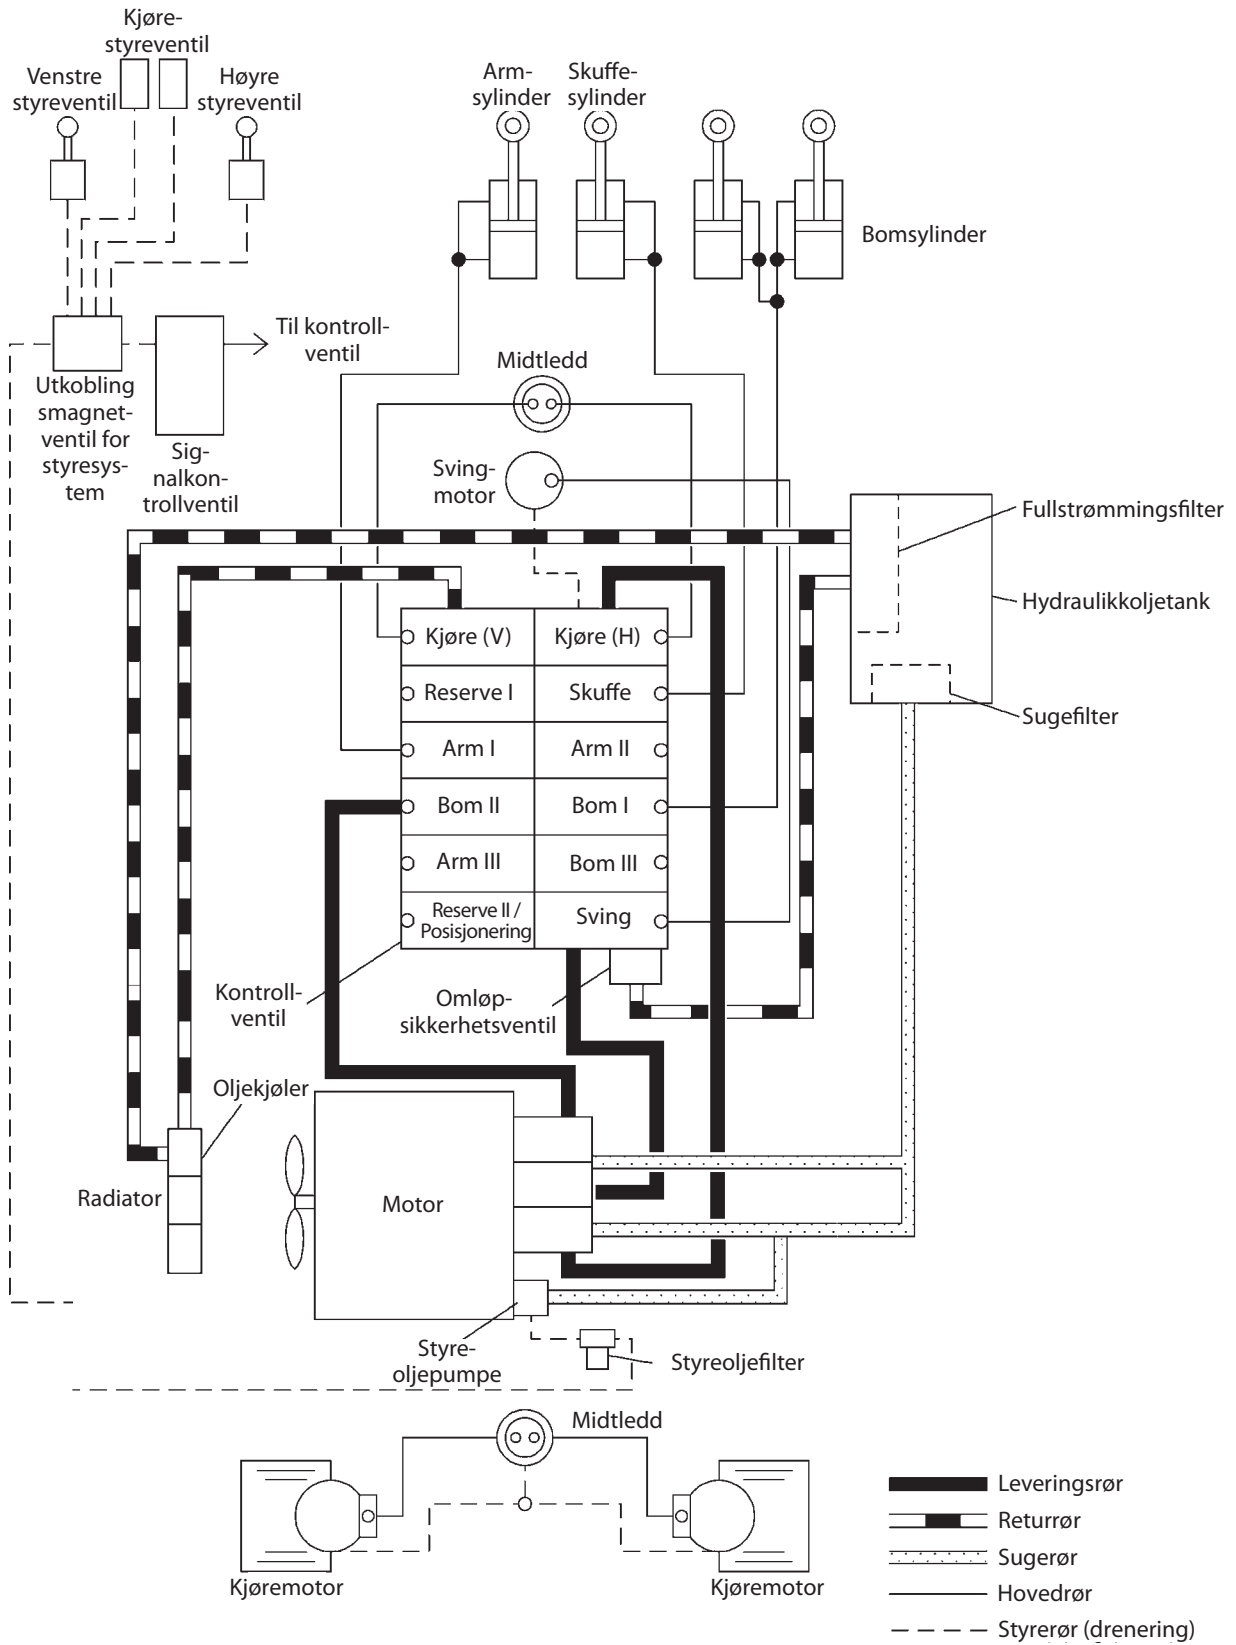 Kjøre-
styreventil
Venstre
styreventil
Høyre
styreventil
Arm-
sylinder
Skuffe-
sylinder
Bomsylinder
Til kontroll-
ventil
Midtledd
Utkobling
smagnet-
ventil for
styresys-
tem
Sig-
nalkon-
trollventil
Sving-
motor
Fullstrømmingsfilter
Hydraulikkoljetank
Sugefilter
Kjøre (V)
Kjøre (H)
Reserve I
Skuffe
Arm I
Arm II
Bom II
Bom I
Arm III
Bom III
Reserve II /
Posisjonering
Sving
Kontroll-
ventil
Omløp-
sikkerhetsventil
Oljekjøler
Radiator
Motor
Styre-
oljepumpe
Styreoljefilter
Midtledd
Kjøremotor
Kjøremotor
Leveringsrør
Returrør
Sugerør
Hovedrør
Styrerør (drenering)